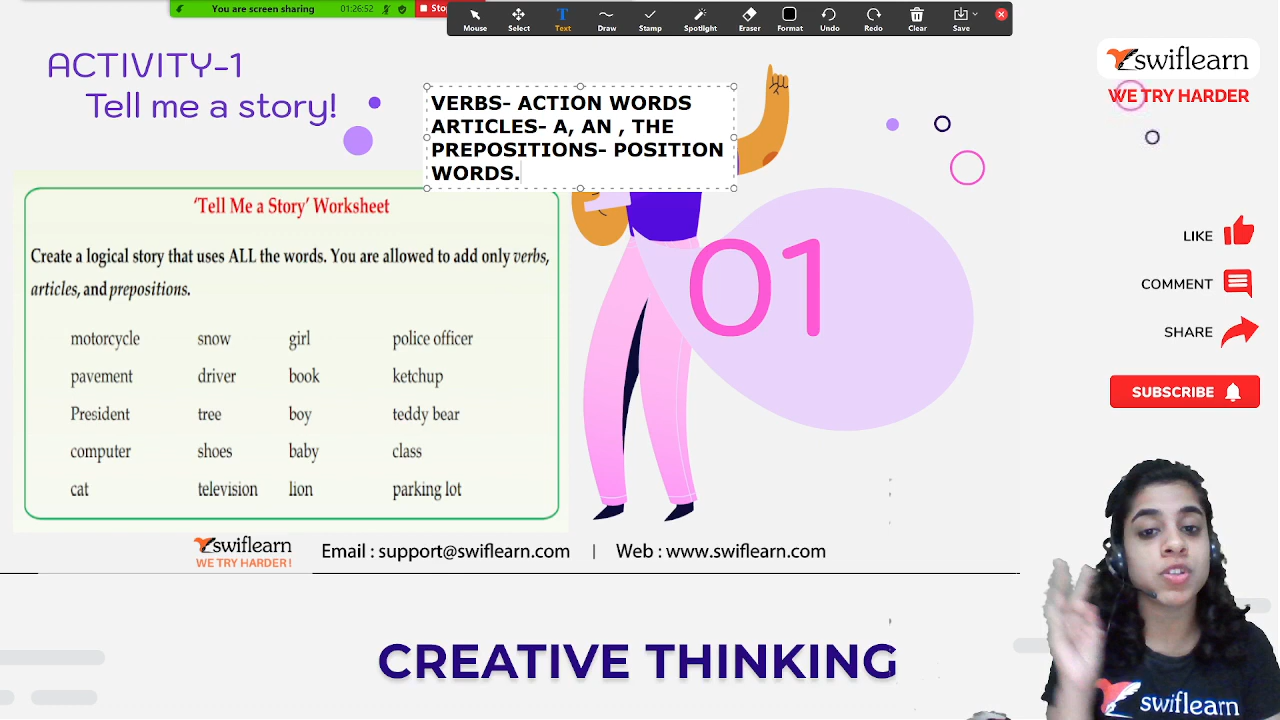 You are screen sharing 01:26:52 Stop
Mouse Select Text Draw Stamp Spotlight Eraser Format Undo Redo Clear Save
ACTIVITY-1
Tell me a story!
VERBS- ACTION WORDS
ARTICLES- A, AN , THE
PREPOSITIONS- POSITION
WORDS.
'Tell Me a Story' Worksheet
Create a logical story that uses ALL the words. You are allowed to add only verbs,
articles, and prepositions.
motorcycle snow girl police officer
pavement driver book ketchup
President tree boy teddy bear
computer shoes baby class
cat television lion parking lot
01
swiflearn
WE TRY HARDER !
Email : support@swiflearn.com | Web : www.swiflearn.com
CREATIVE THINKING
swiflearn
WE TRY HARDER
LIKE
COMMENT
SHARE
SUBSCRIBE
swiflearn